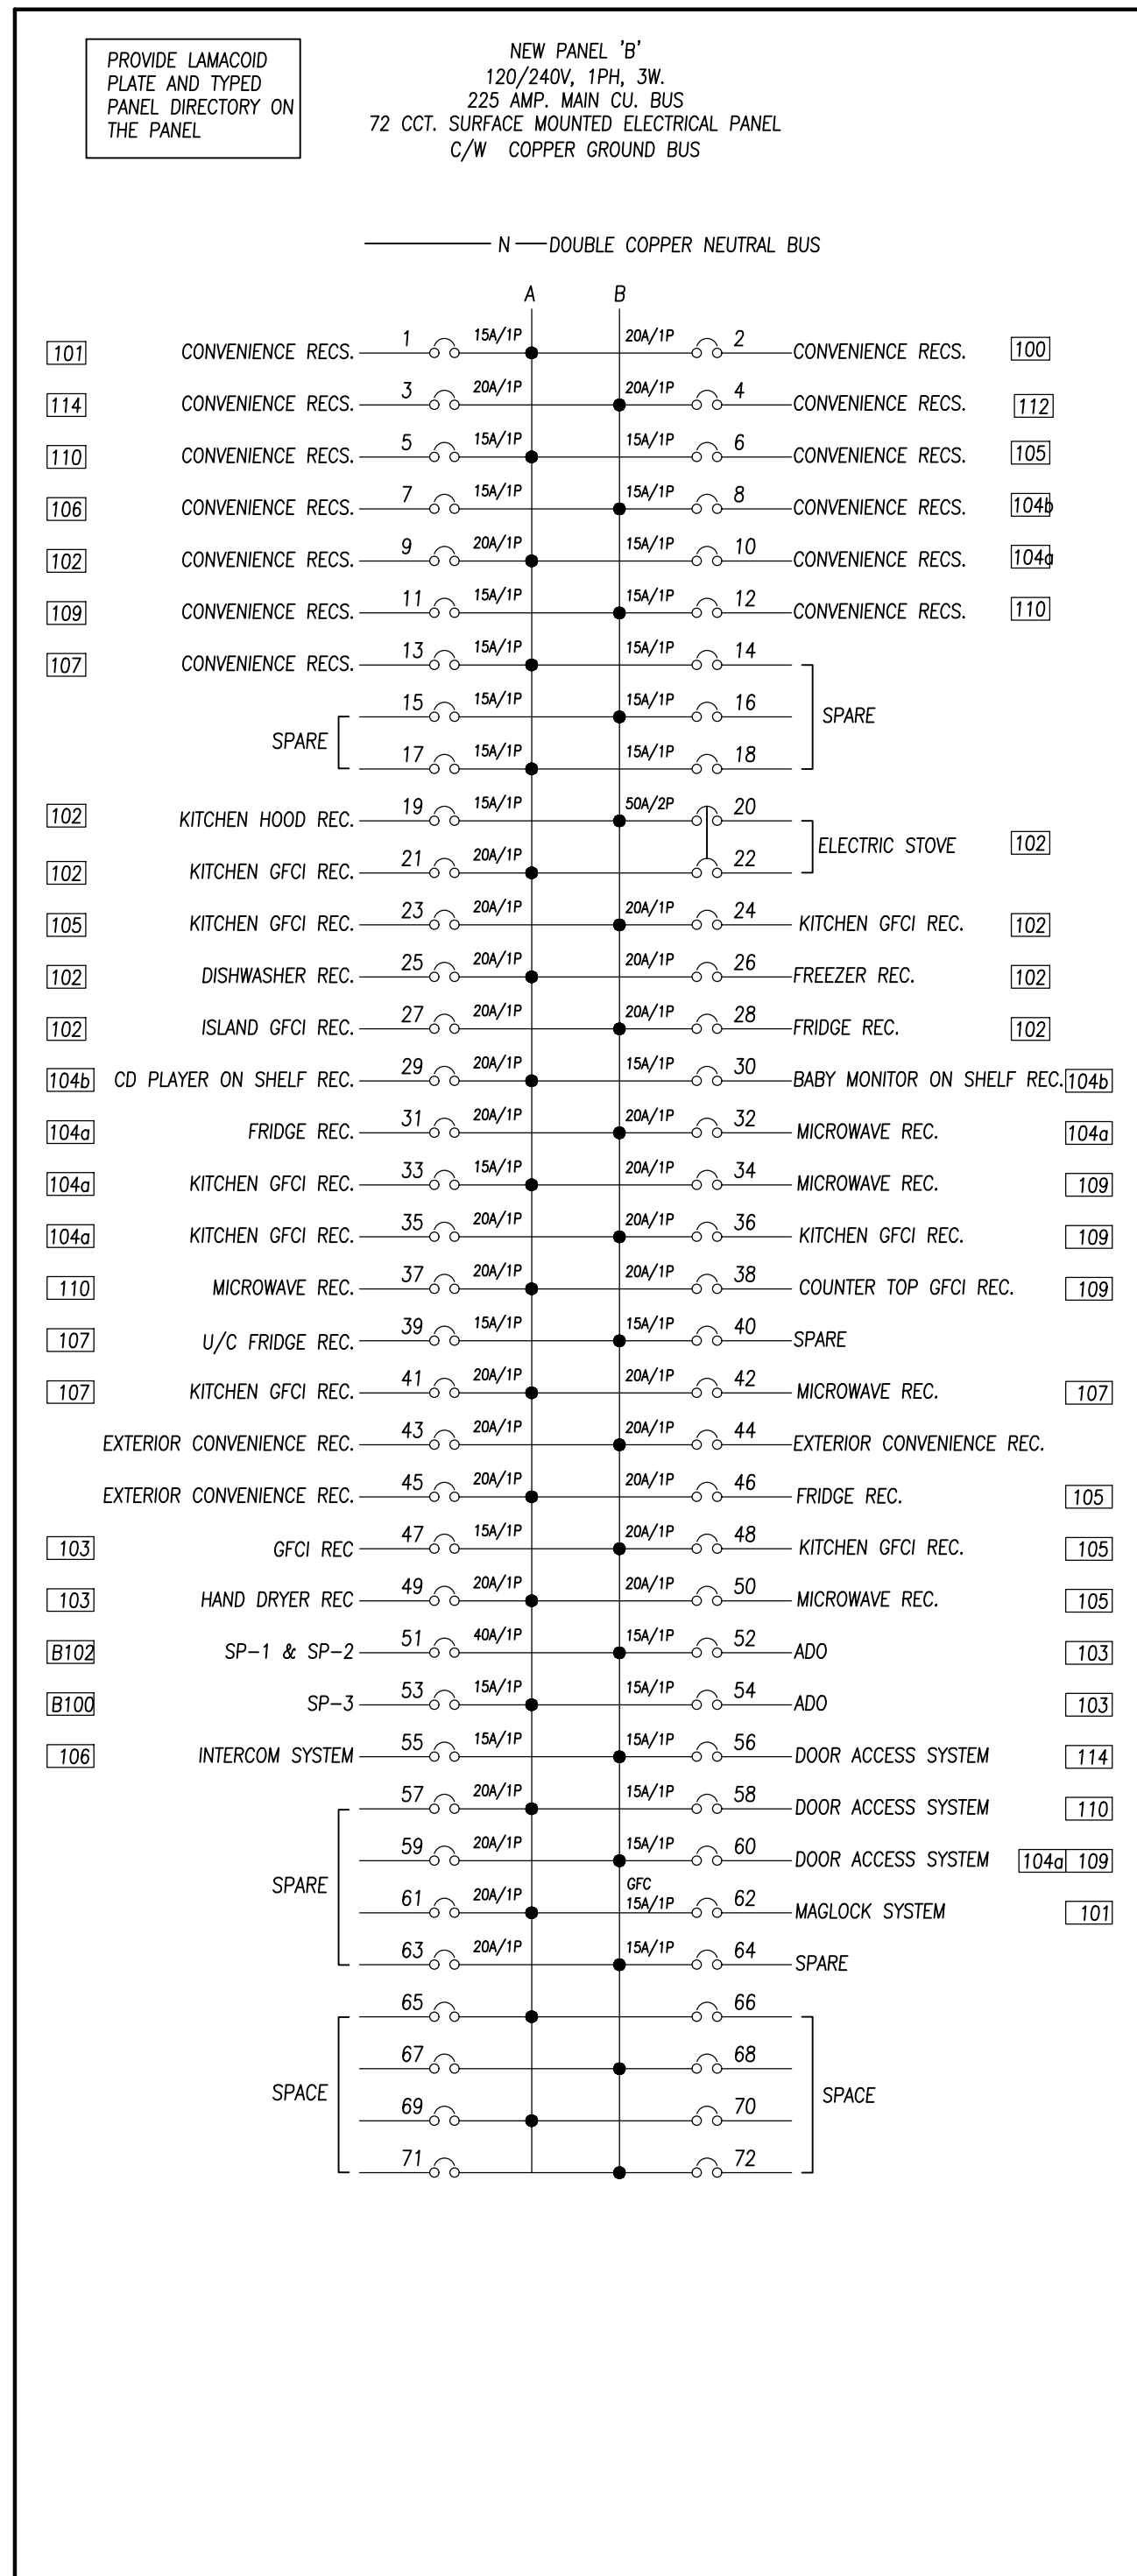 PROVIDE LAMACOID
PLATE AND TYPED
PANEL DIRECTORY ON
THE PANEL
NEW PANEL 'B'
120/240V, 1PH, 3W.
225 AMP. MAIN CU. BUS
72 CCT. SURFACE MOUNTED ELECTRICAL PANEL
C/W COPPER GROUND BUS
N DOUBLE COPPER NEUTRAL BUS
A B
101 CONVENIENCE RECS. 1 15A/1P 20A/1P 2 CONVENIENCE RECS. 100
114 CONVENIENCE RECS. 3 20A/1P 20A/1P 4 CONVENIENCE RECS. 112
110 CONVENIENCE RECS. 5 15A/1P 15A/1P 6 CONVENIENCE RECS. 105
106 CONVENIENCE RECS. 7 15A/1P 15A/1P 8 CONVENIENCE RECS. 104b
102 CONVENIENCE RECS. 9 20A/1P 15A/1P 10 CONVENIENCE RECS. 104a
109 CONVENIENCE RECS. 11 15A/1P 15A/1P 12 CONVENIENCE RECS. 110
107 CONVENIENCE RECS. 13 15A/1P 15A/1P 14
15 15A/1P 15A/1P 16 SPARE
SPARE
17 15A/1P 15A/1P 18
102 KITCHEN HOOD REC. 19 15A/1P 50A/2P 20
ELECTRIC STOVE 102
102 KITCHEN GFCI REC. 21 20A/1P 22
105 KITCHEN GFCI REC. 23 20A/1P 20A/1P 24 KITCHEN GFCI REC. 102
102 DISHWASHER REC. 25 20A/1P 20A/1P 26 FREEZER REC. 102
102 ISLAND GFCI REC. 27 20A/1P 20A/1P 28 FRIDGE REC. 102
104b CD PLAYER ON SHELF REC. 29 20A/1P 15A/1P 30 BABY MONITOR ON SHELF REC. 104b
104a FRIDGE REC. 31 20A/1P 20A/1P 32 MICROWAVE REC. 104a
104a KITCHEN GFCI REC. 33 15A/1P 20A/1P 34 MICROWAVE REC. 109
104a KITCHEN GFCI REC. 35 20A/1P 20A/1P 36 KITCHEN GFCI REC. 109
110 MICROWAVE REC. 37 20A/1P 20A/1P 38 COUNTER TOP GFCI REC. 109
107 U/C FRIDGE REC. 39 15A/1P 15A/1P 40 SPARE
107 KITCHEN GFCI REC. 41 20A/1P 20A/1P 42 MICROWAVE REC. 107
EXTERIOR CONVENIENCE REC. 43 20A/1P 20A/1P 44 EXTERIOR CONVENIENCE REC.
EXTERIOR CONVENIENCE REC. 45 20A/1P 20A/1P 46 FRIDGE REC. 105
103 GFCI REC 47 15A/1P 20A/1P 48 KITCHEN GFCI REC. 105
103 HAND DRYER REC 49 20A/1P 20A/1P 50 MICROWAVE REC. 105
B102 SP-1 & SP-2 51 40A/1P 15A/1P 52 ADO 103
B100 SP-3 53 15A/1P 15A/1P 54 ADO 103
106 INTERCOM SYSTEM 55 15A/1P 15A/1P 56 DOOR ACCESS SYSTEM 114
57 20A/1P 15A/1P 58 DOOR ACCESS SYSTEM 110
59 20A/1P 15A/1P 60 DOOR ACCESS SYSTEM 104a 109
SPARE GFC
61 20A/1P 15A/1P 62 MAGLOCK SYSTEM 101
63 20A/1P 15A/1P 64 SPARE
65 66
67 68
SPACE SPACE
69 70
71 72